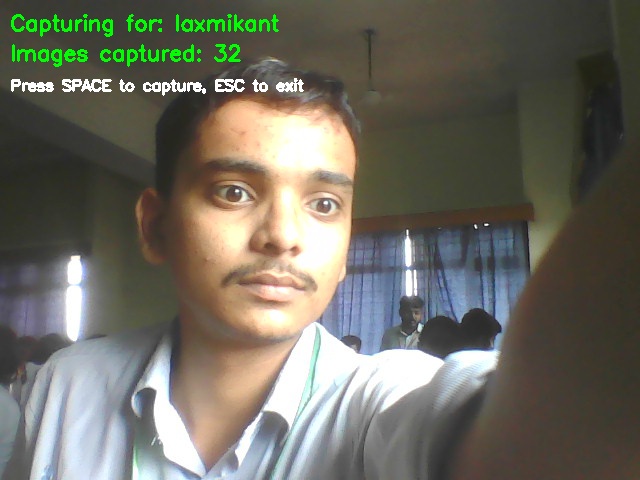 Capturing for: laxmikant
Images captured: 32
Press SPACE to capture, ESC to exit